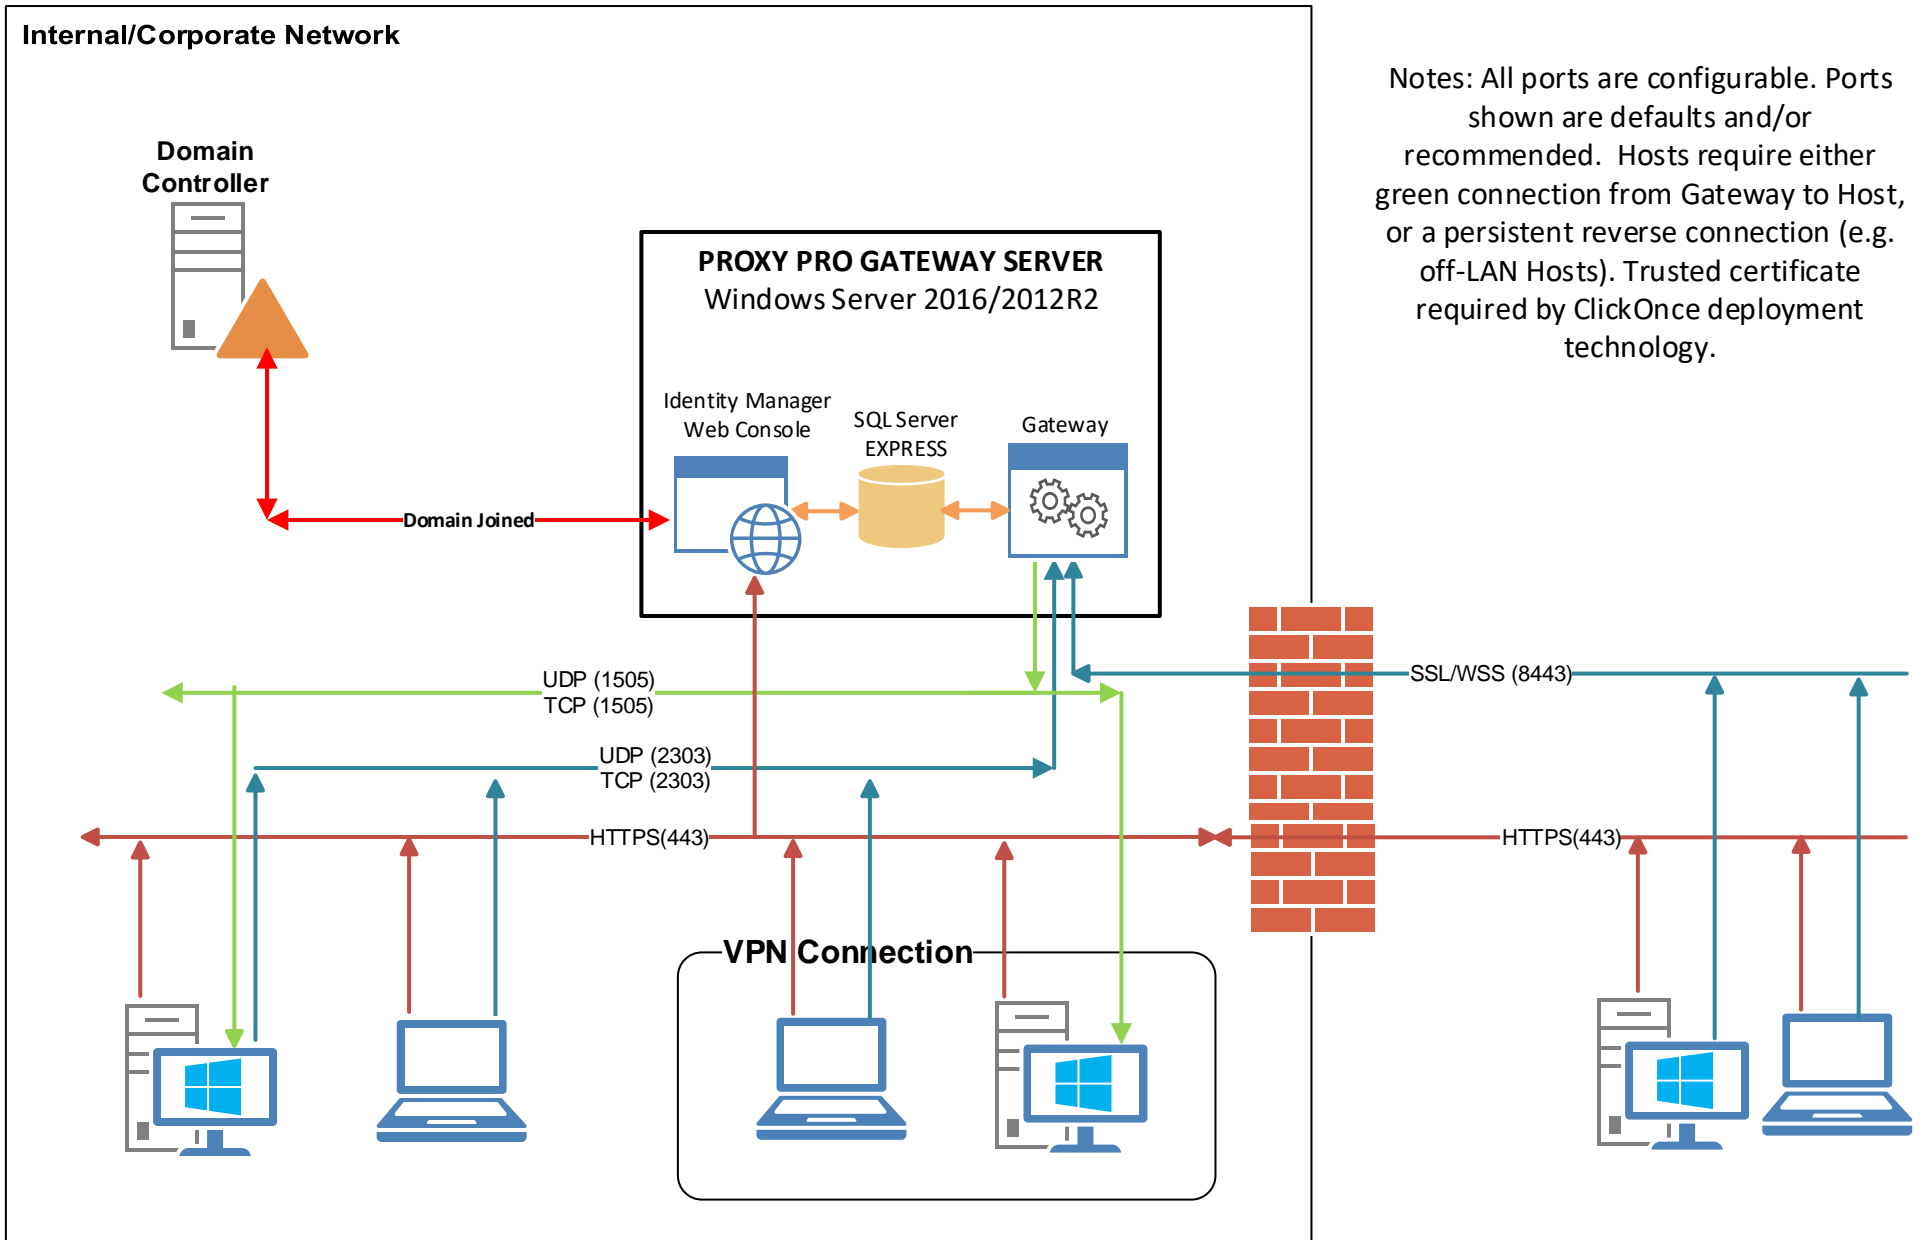 Internal/Corporate Network
Notes: All ports are configurable. Ports
shown are defaults and/or
recommended.  Hosts require either
green connection from Gateway to Host,
or a persistent reverse connection (e.g.
off-LAN Hosts). Trusted certificate
required by ClickOnce deployment
technology.
Domain
Controller
PROXY PRO GATEWAY SERVER
Windows Server 2016/2012R2
Identity Manager
Web Console
SQL Server
EXPRESS
Gateway
Domain Joined
UDP (1505)
TCP (1505)
SSL/WSS (8443)
UDP (2303)
TCP (2303)
HTTPS(443)
HTTPS(443)
VPN Connection